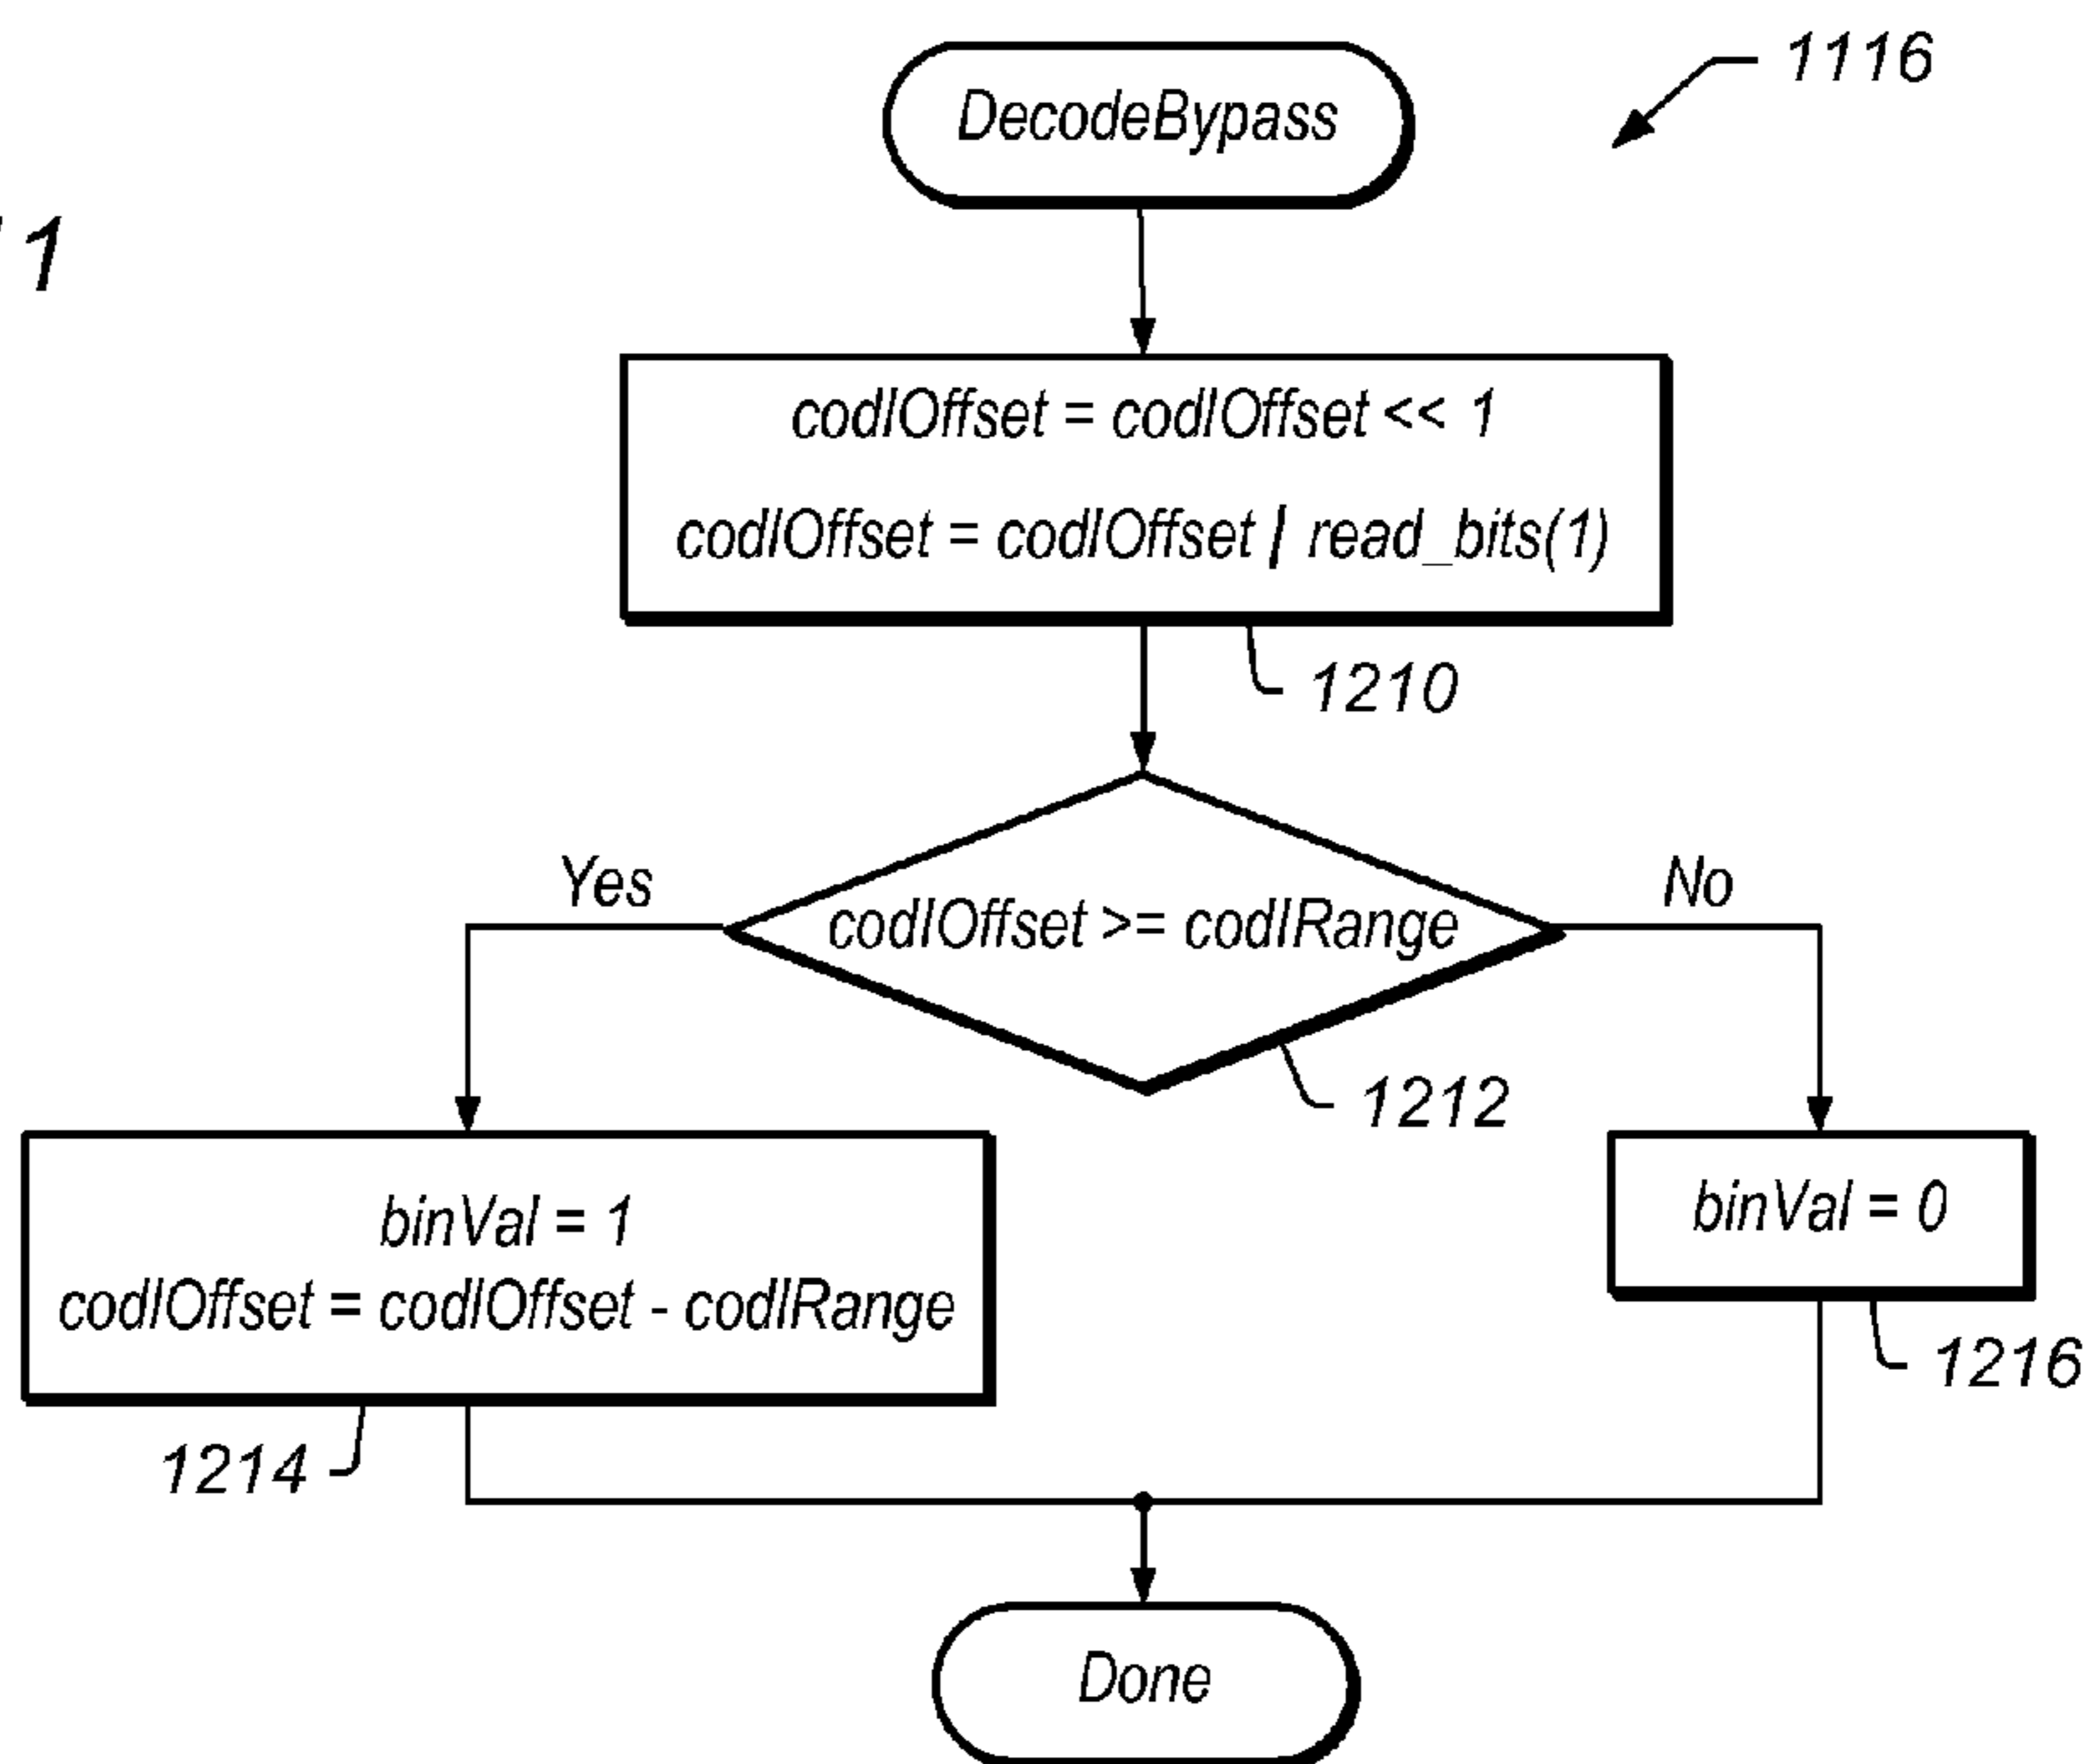 1116
DecodeBypass
1
codIOffset = codIOffset << 1
codIOffset = codIOffset | read_bits(1)
1210
Yes
No
codIOffset >= codIRange
1212
binVal = 1
codIOffset = codIOffset - codIRange
binVal = 0
1216
1214
Done